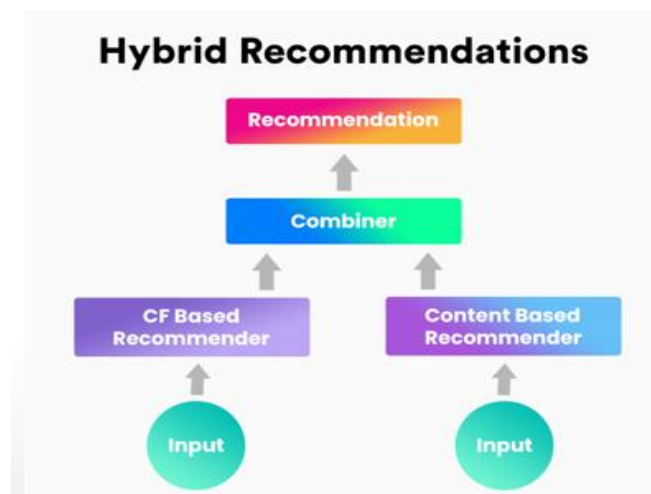 Hybrid Recommendations
Recommendation
Combiner
CF Based
Recommender
Content Based
Recommender
Input
Input